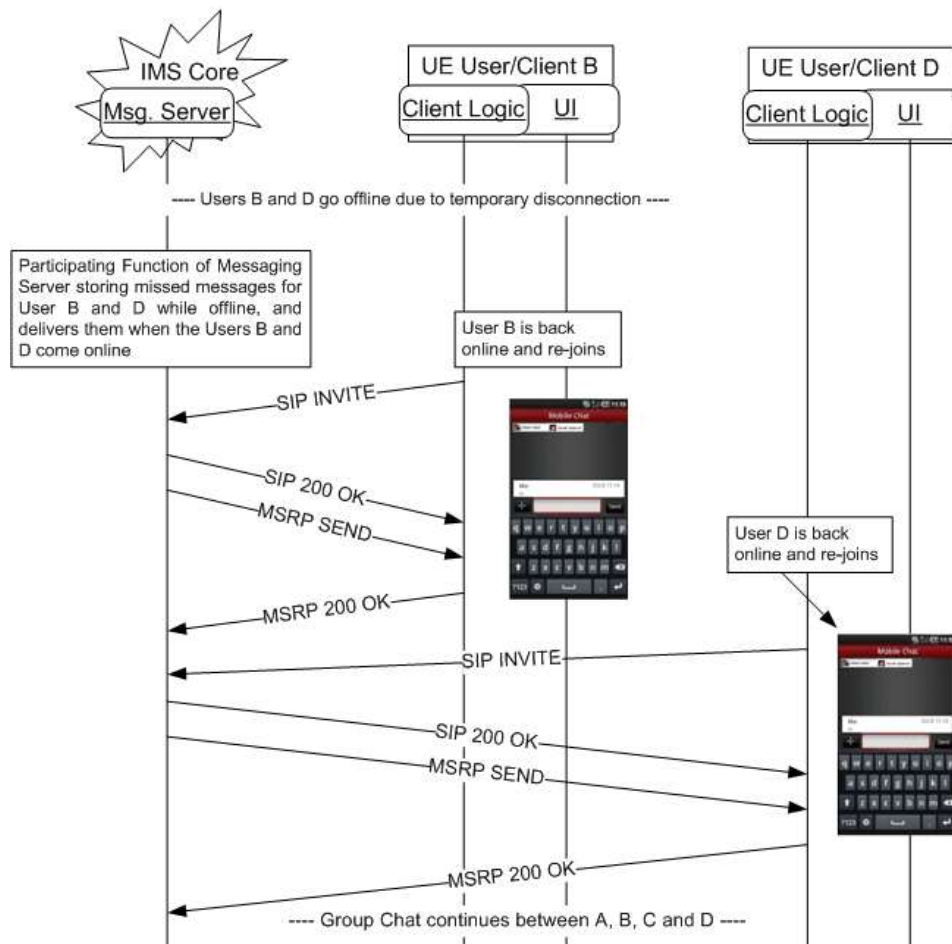 IMS Core
Msg. Server
UE User/Client B
Client Logic
UI
UE User/Client D
Client Logic
UI
---- Users B and D go offline due to temporary disconnection ----
Participating Function of Messaging
Server storing missed messages for
User B and D while offline, and
delivers them when the Users B and
D come online
User B is back
online and re-joins
SIP INVITE
Mobile Chat
SIP 200 OK
MSRP SEND
Send
q w e r t y u i o p
a s d f g h j k l
z x c v b n m
?123
User D is back
online and re-joins
MSRP 200 OK
SIP INVITE
Mobile Chat
SIP 200 OK
MSRP SEND
Send
q w e r t y u i o p
a s d f g h j k l
z x c v b n m
?123
MSRP 200 OK
---- Group Chat continues between A, B, C and D ----